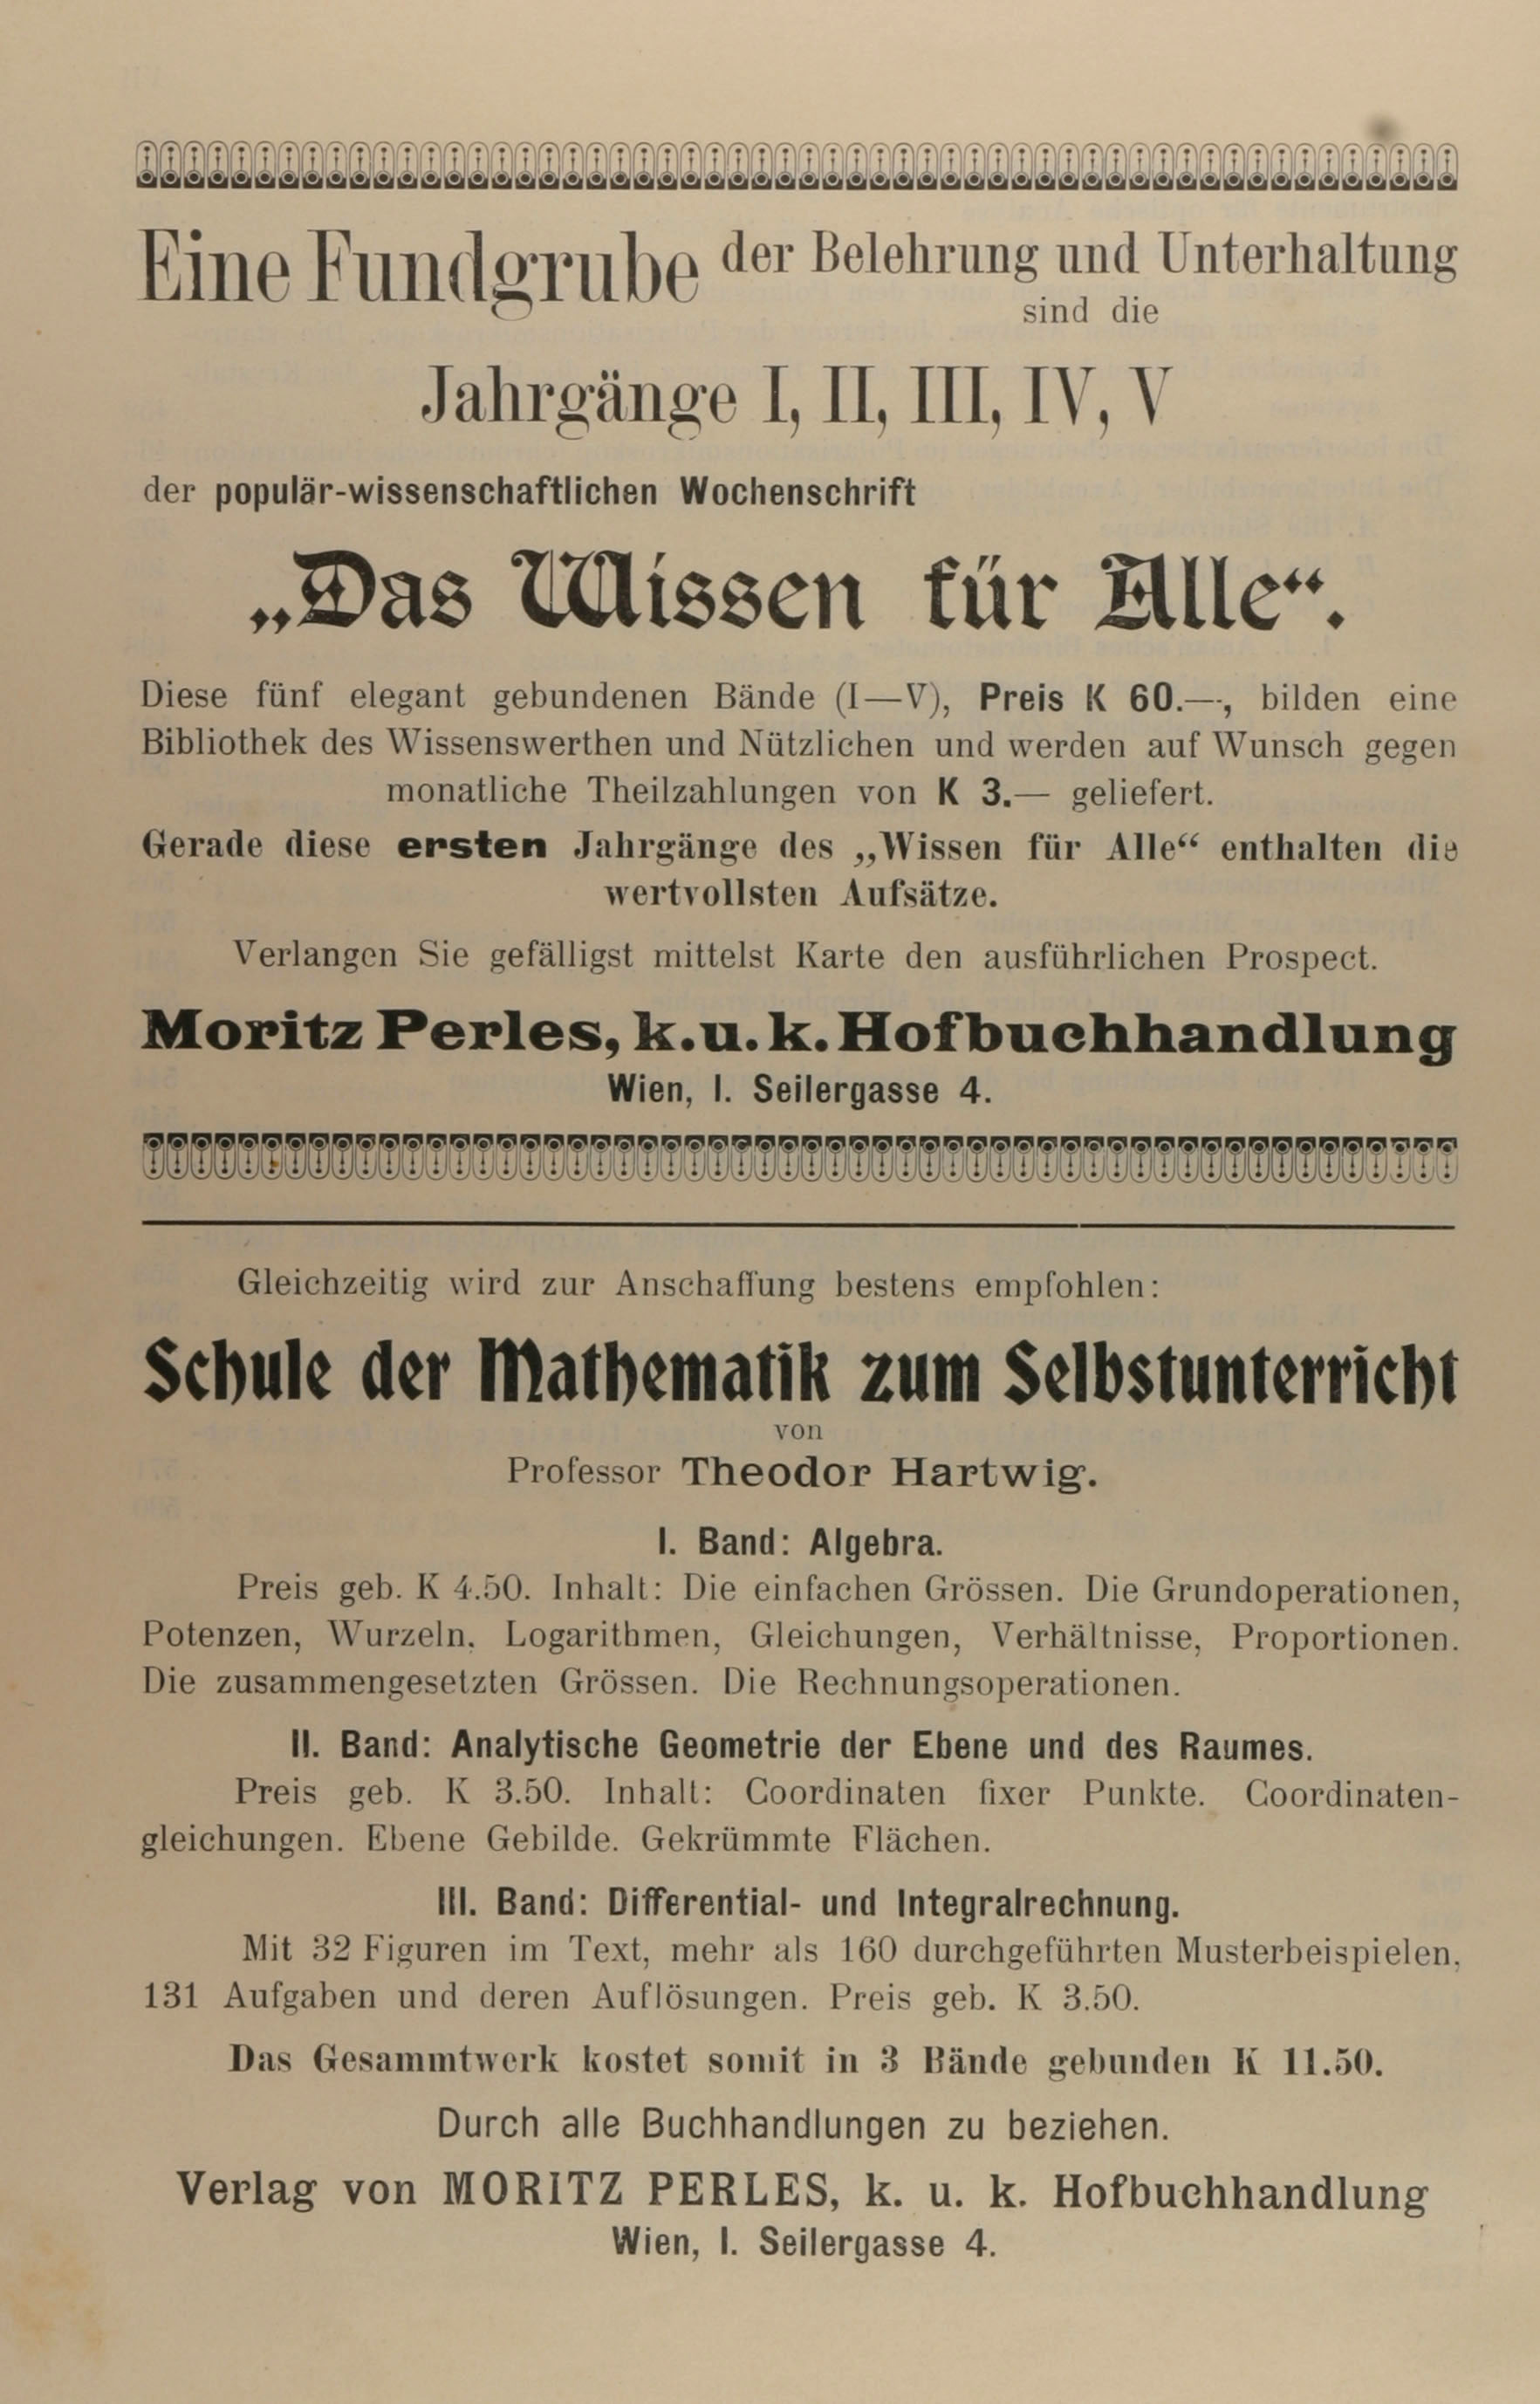 Eine Fundgrube der Belehrung und Unterhaltung
sind die
Jahrgänge I, II, III, IV, V
der populär-wissenschaftlichen Wochenschrift
„Das Wissen für Alle“.
Diese fünf elegant gebundenen Bände (I—V), Preis K 60.—, bilden eine
Bibliothek des Wissenswerthen und Nützlichen und werden auf Wunsch gegen
monatliche Theilzahlungen von K 3.— geliefert.
Gerade diese ersten Jahrgänge des „Wissen für Alle“ enthalten die
wertvollsten Aufsätze.
Verlangen Sie gefälligst mittelst Karte den ausführlichen Prospect.
Moritz Perles, k. u. k. Hofbuchhandlung
Wien, I. Seilergasse 4.
Gleichzeitig wird zur Anschaffung bestens empfohlen:
Schule der Mathematik zum Selbstunterricht
von
Professor Theodor Hartwig.
I. Band: Algebra.
Preis geb. K 4.50. Inhalt: Die einfachen Grössen. Die Grundoperationen,
Potenzen, Wurzeln, Logarithmen, Gleichungen, Verhältnisse, Proportionen.
Die zusammengesetzten Grössen. Die Rechnungsoperationen.
II. Band: Analytische Geometrie der Ebene und des Raumes.
Preis geb. K 3.50. Inhalt: Coordinaten fixer Punkte. Coordinaten-
gleichungen. Ebene Gebilde. Gekrümmte Flächen.
III. Band: Differential- und Integralrechnung.
Mit 32 Figuren im Text, mehr als 160 durchgeführten Musterbeispielen,
131 Aufgaben und deren Auflösungen. Preis geb. K 3.50.
Das Gesammtwerk kostet somit in 3 Bände gebunden K 11.50.
Durch alle Buchhandlungen zu beziehen.
Verlag von MORITZ PERLES, k. u. k. Hofbuchhandlung
Wien, I. Seilergasse 4.